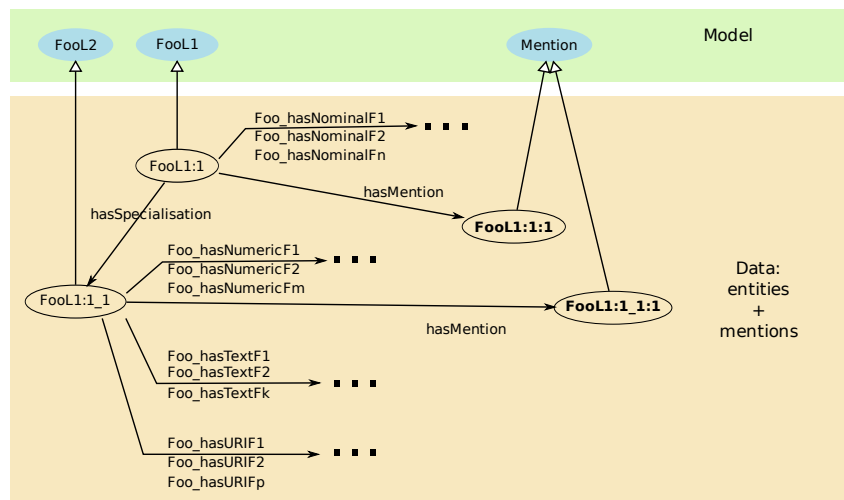 FooL2
FooL1
Mention
Model
Foo_hasNominalF1
Foo_hasNominalF2
Foo_hasNominalFn
FooL1:1
hasMention
hasSpecialisation
FooL1:1:1
Foo_hasNumericF1
Foo_hasNumericF2
Foo_hasNumericFm
Data:
entities
+
mentions
FooL1:1_1
FooL1:1_1:1
hasMention
Foo_hasTextF1
Foo_hasTextF2
Foo_hasTextFk
Foo_hasURIF1
Foo_hasURIF2
Foo_hasURIFp